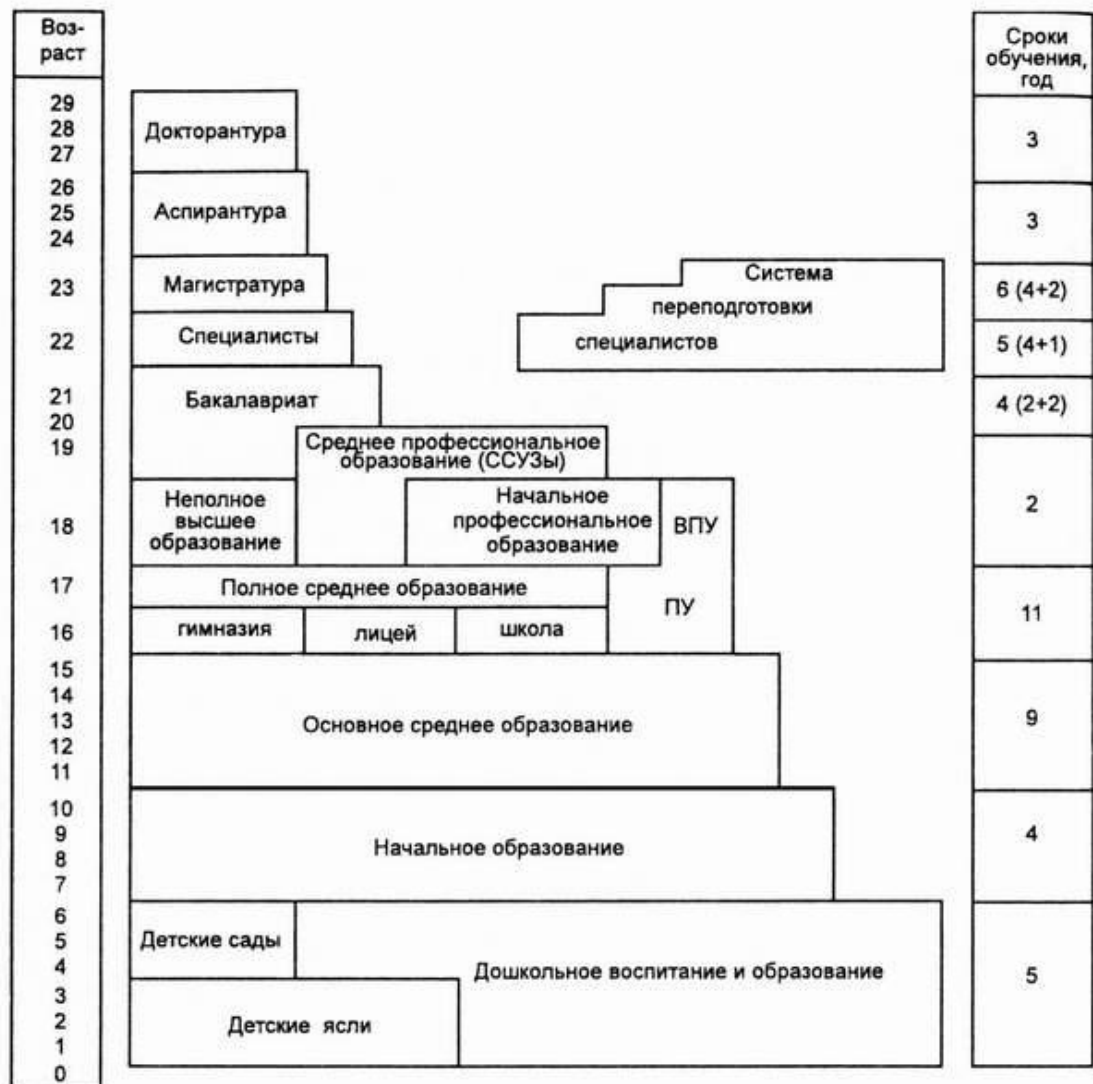 Воз-
раст
29
28
27
26
25
24
23
22
21
20
19
18
17
16
15
14
13
12
11
10
9
8
7
6
5
4
3
2
1
0
Докторантура
Аспирантура
Магистратура
Специалисты
Бакалавриат
Система
переподготовки
специалистов
Среднее профессиональное
образование (ССУЗы)
Неполное
высшее
образование
Начальное
профессиональное
образование
ВПУ
ПУ
Полное среднее образование
гимназия
лицей
школа
Основное среднее образование
Начальное образование
Детские сады
Дошкольное воспитание и образование
Детские ясли
Сроки
обучения,
год
3
3
6 (4+2)
5 (4+1)
4 (2+2)
2
11
9
4
5